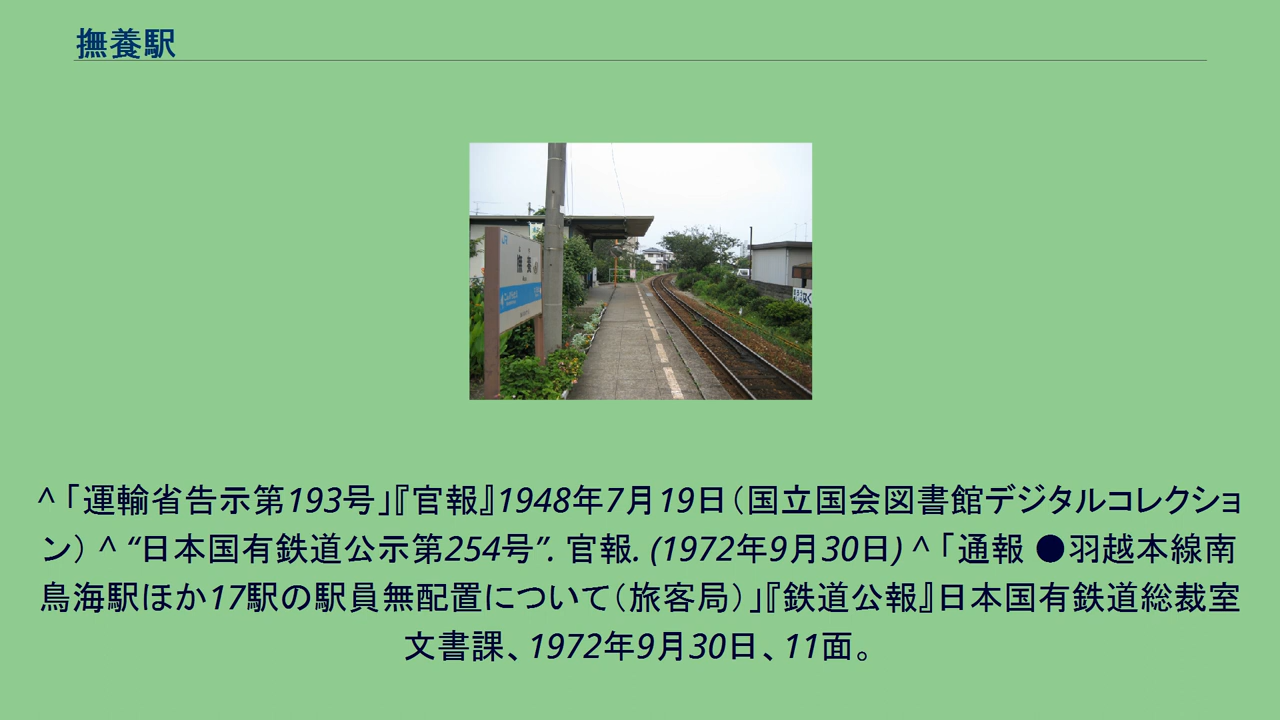 撫養駅
撫養
^「運輸省告示第193号」『官報』1948年7月19日（国立国会図書館デジタルコレクショ
ン） ^ “日本国有鉄道公示第254号”. 官報. (1972年9月30日) ^「通報 ●羽越本線南
鳥海駅ほか17駅の駅員無配置について（旅客局）」『鉄道公報』日本国有鉄道総裁室
文書課、1972年9月30日、11面。